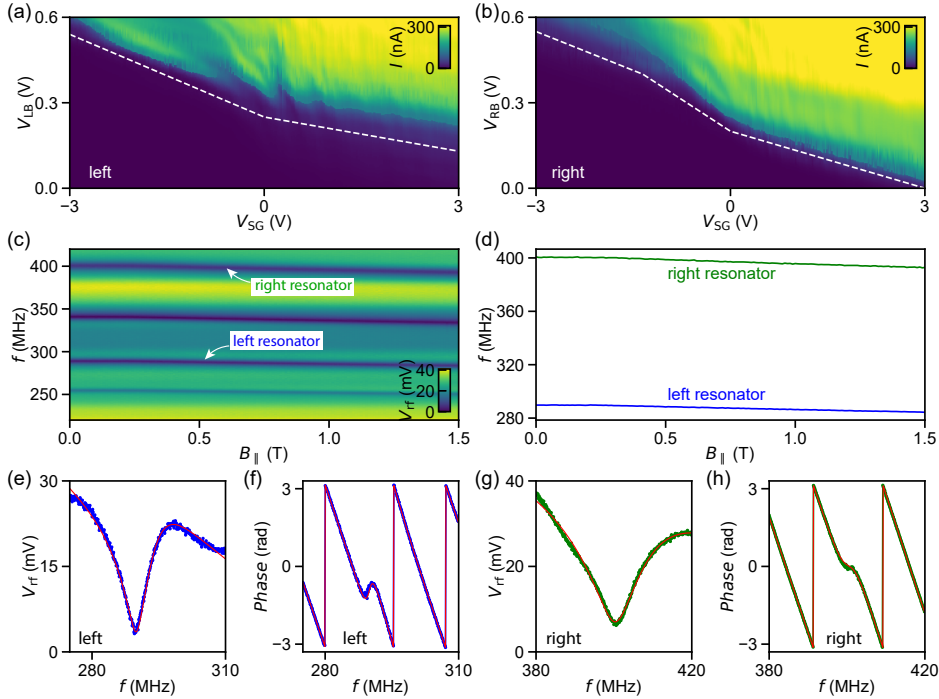 (a)
0.6
0.3
0.0
V_LB (V)
−3
0
3
V_SG (V)
left
300
0
I (nA)
(b)
0.6
0.3
0.0
V_RB (V)
−3
0
3
V_SG (V)
right
300
0
I (nA)
(c)
400
350
300
250
f (MHz)
0.0
0.5
1.0
1.5
B_∥ (T)
right resonator
left resonator
40
20
0
V_rf (mV)
(d)
400
360
320
280
f (MHz)
0.0
0.5
1.0
1.5
B_∥ (T)
right resonator
left resonator
(e)
30
15
0
V_rf (mV)
280
310
f (MHz)
left
(f)
3
0
−3
Phase (rad)
280
310
f (MHz)
left
(g)
40
20
0
V_rf (mV)
380
420
f (MHz)
right
(h)
3
0
−3
Phase (rad)
380
420
f (MHz)
right